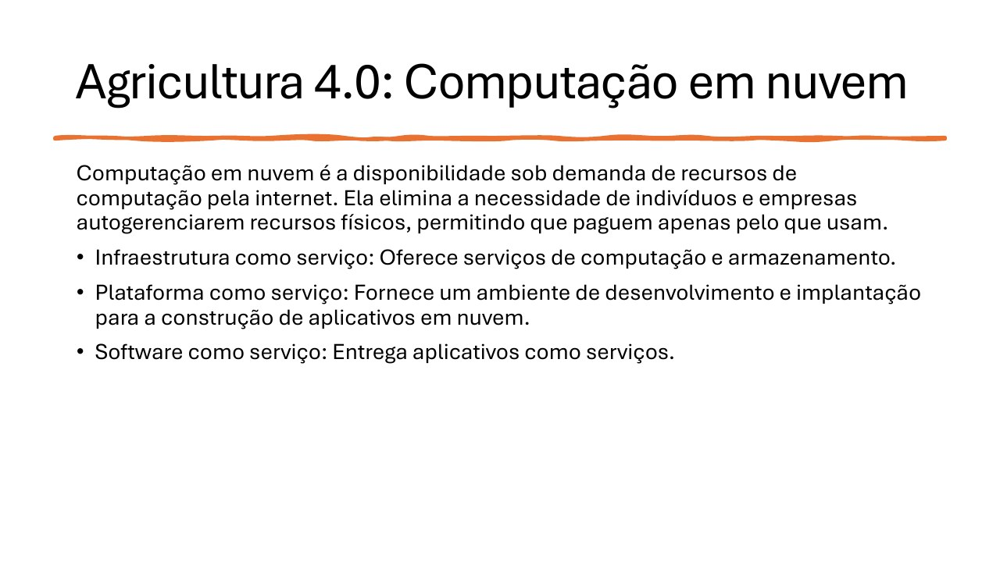 Agricultura 4.0: Computação em nuvem
Computação em nuvem é a disponibilidade sob demanda de recursos de
computação pela internet. Ela elimina a necessidade de indivíduos e empresas
autogerenciarem recursos físicos, permitindo que paguem apenas pelo que usam.
• Infraestrutura como serviço: Oferece serviços de computação e armazenamento.
• Plataforma como serviço: Fornece um ambiente de desenvolvimento e implantação
para a construção de aplicativos em nuvem.
• Software como serviço: Entrega aplicativos como serviços.